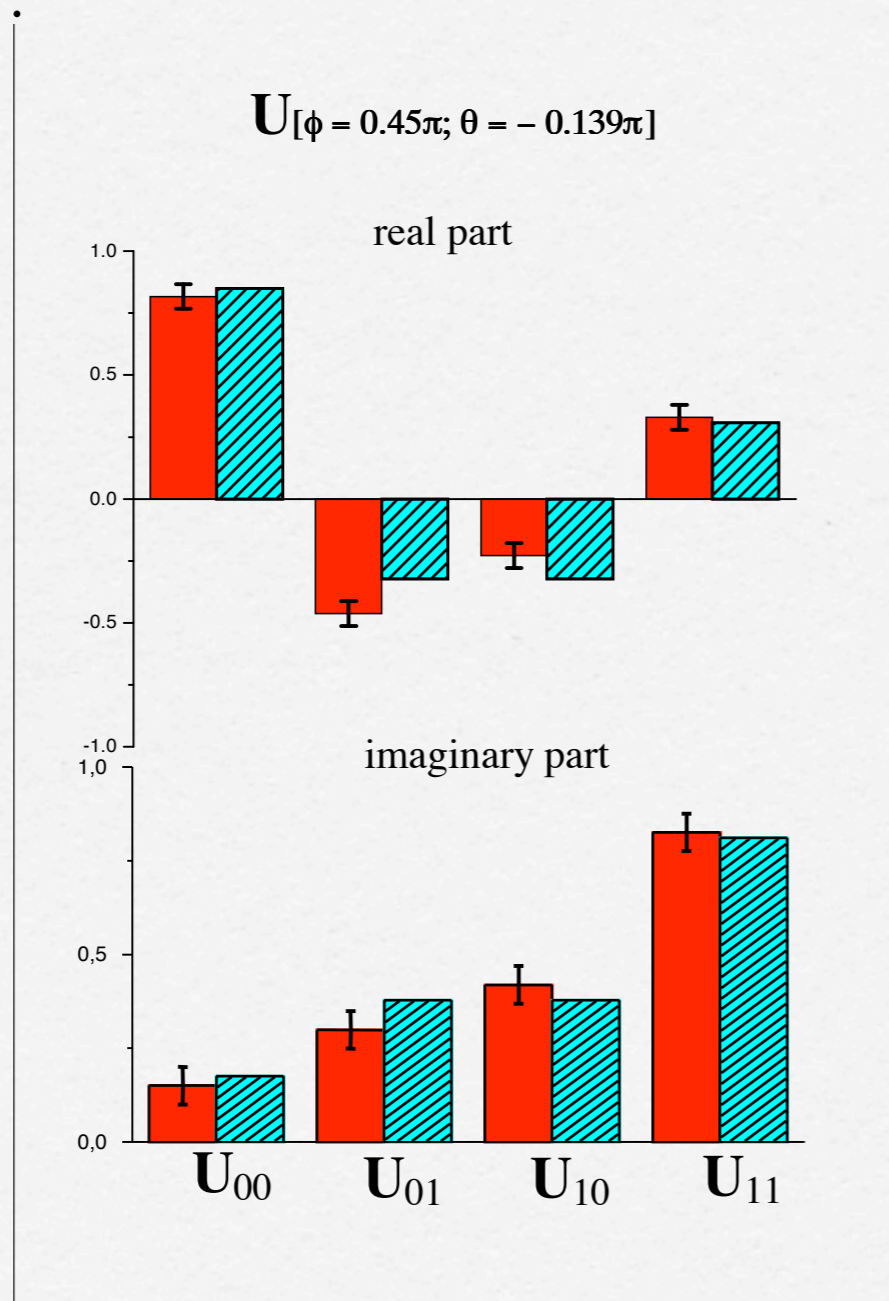 •
U[ϕ = 0.45π; θ = − 0.139π]
real part
1.0
0.5
0.0
-0.5
-1.0
imaginary part
1,0
0,5
0,0
U00 U01 U10 U11